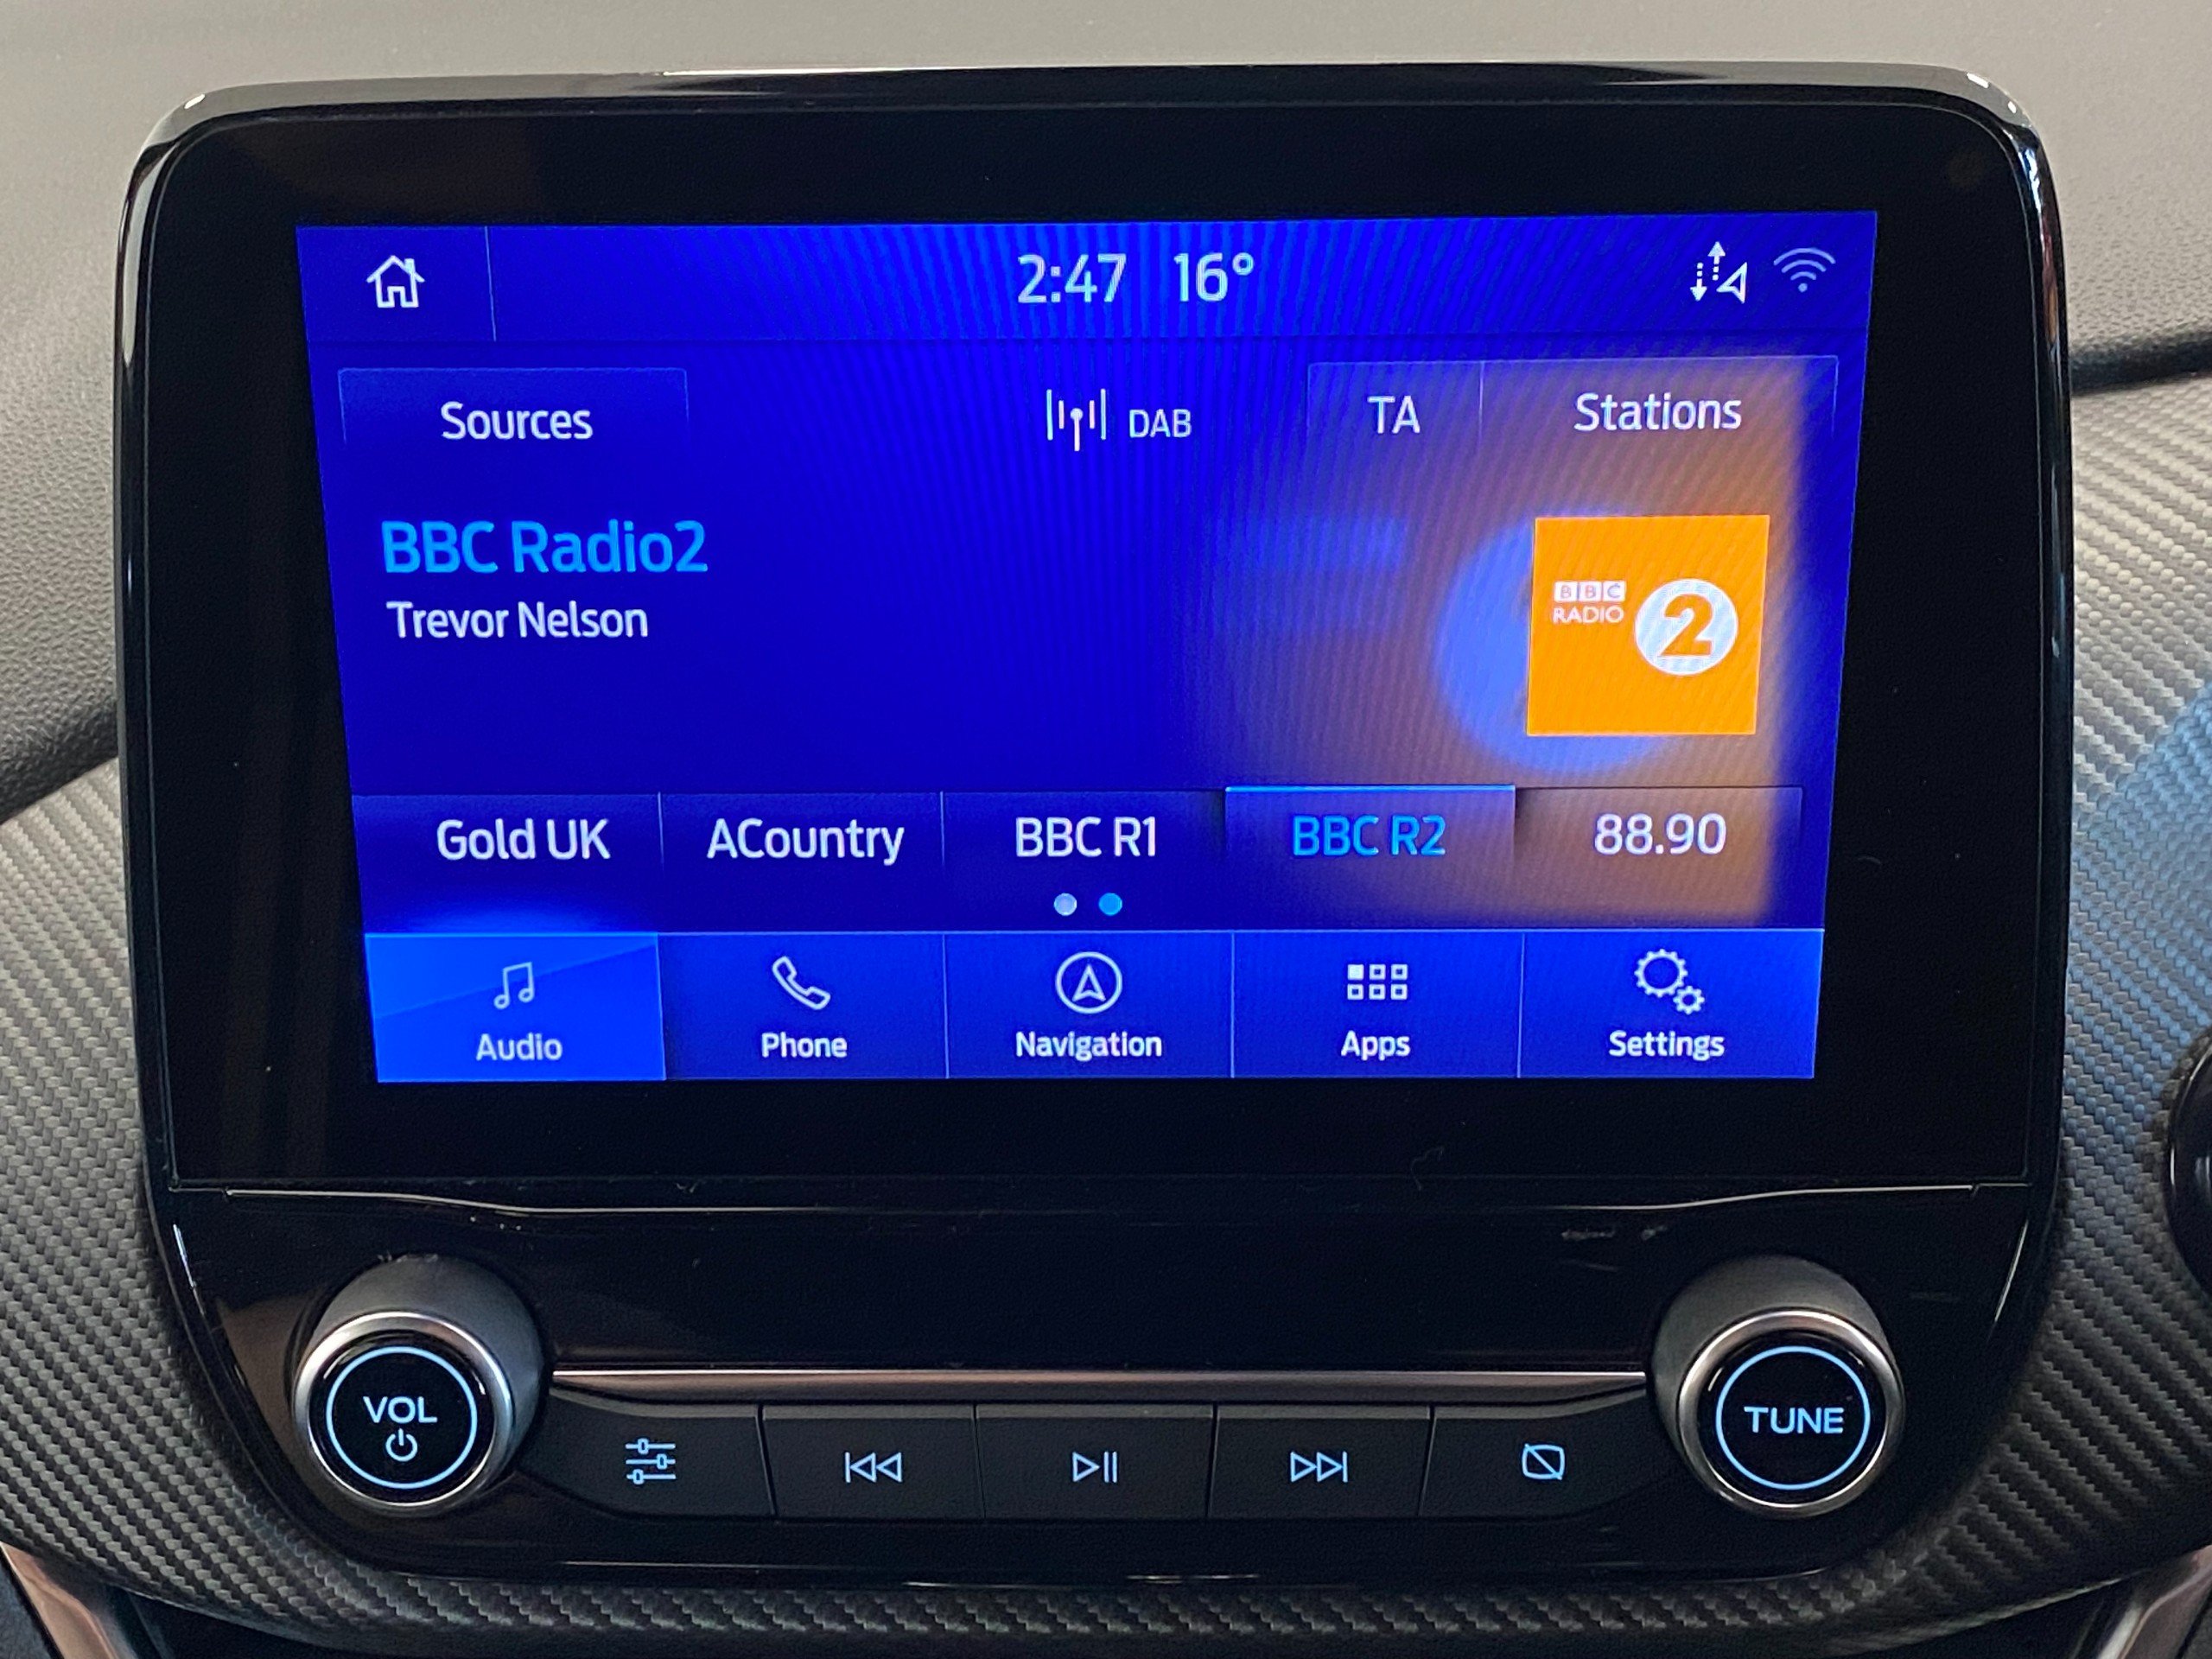 2:47 16°
Sources
DAB
TA
Stations
BBC Radio2
Trevor Nelson
BBC
RADIO
2
Gold UK
ACountry
BBC R1
BBC R2
88.90
Audio
Phone
Navigation
Apps
Settings
VOL
TUNE